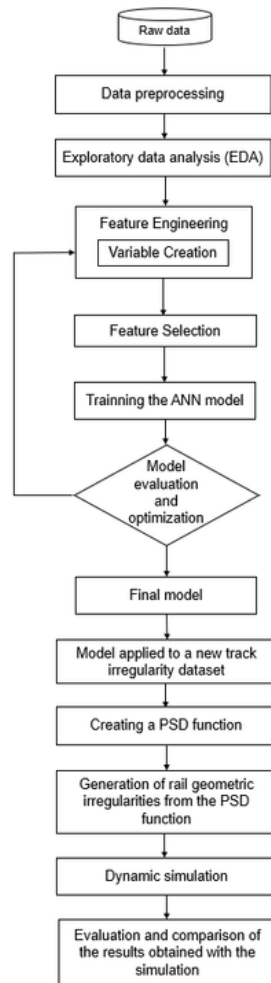 Raw data
Data preprocessing
Exploratory data analysis (EDA)
Feature Engineering
Variable Creation
Feature Selection
Trainning the ANN model
Model
evaluation
and
optimization
Final model
Model applied to a new track
irregularity dataset
Creating a PSD function
Generation of rail geometric
irregularities from the PSD
function
Dynamic simulation
Evaluation and comparison of
the results obtained with the
simulation